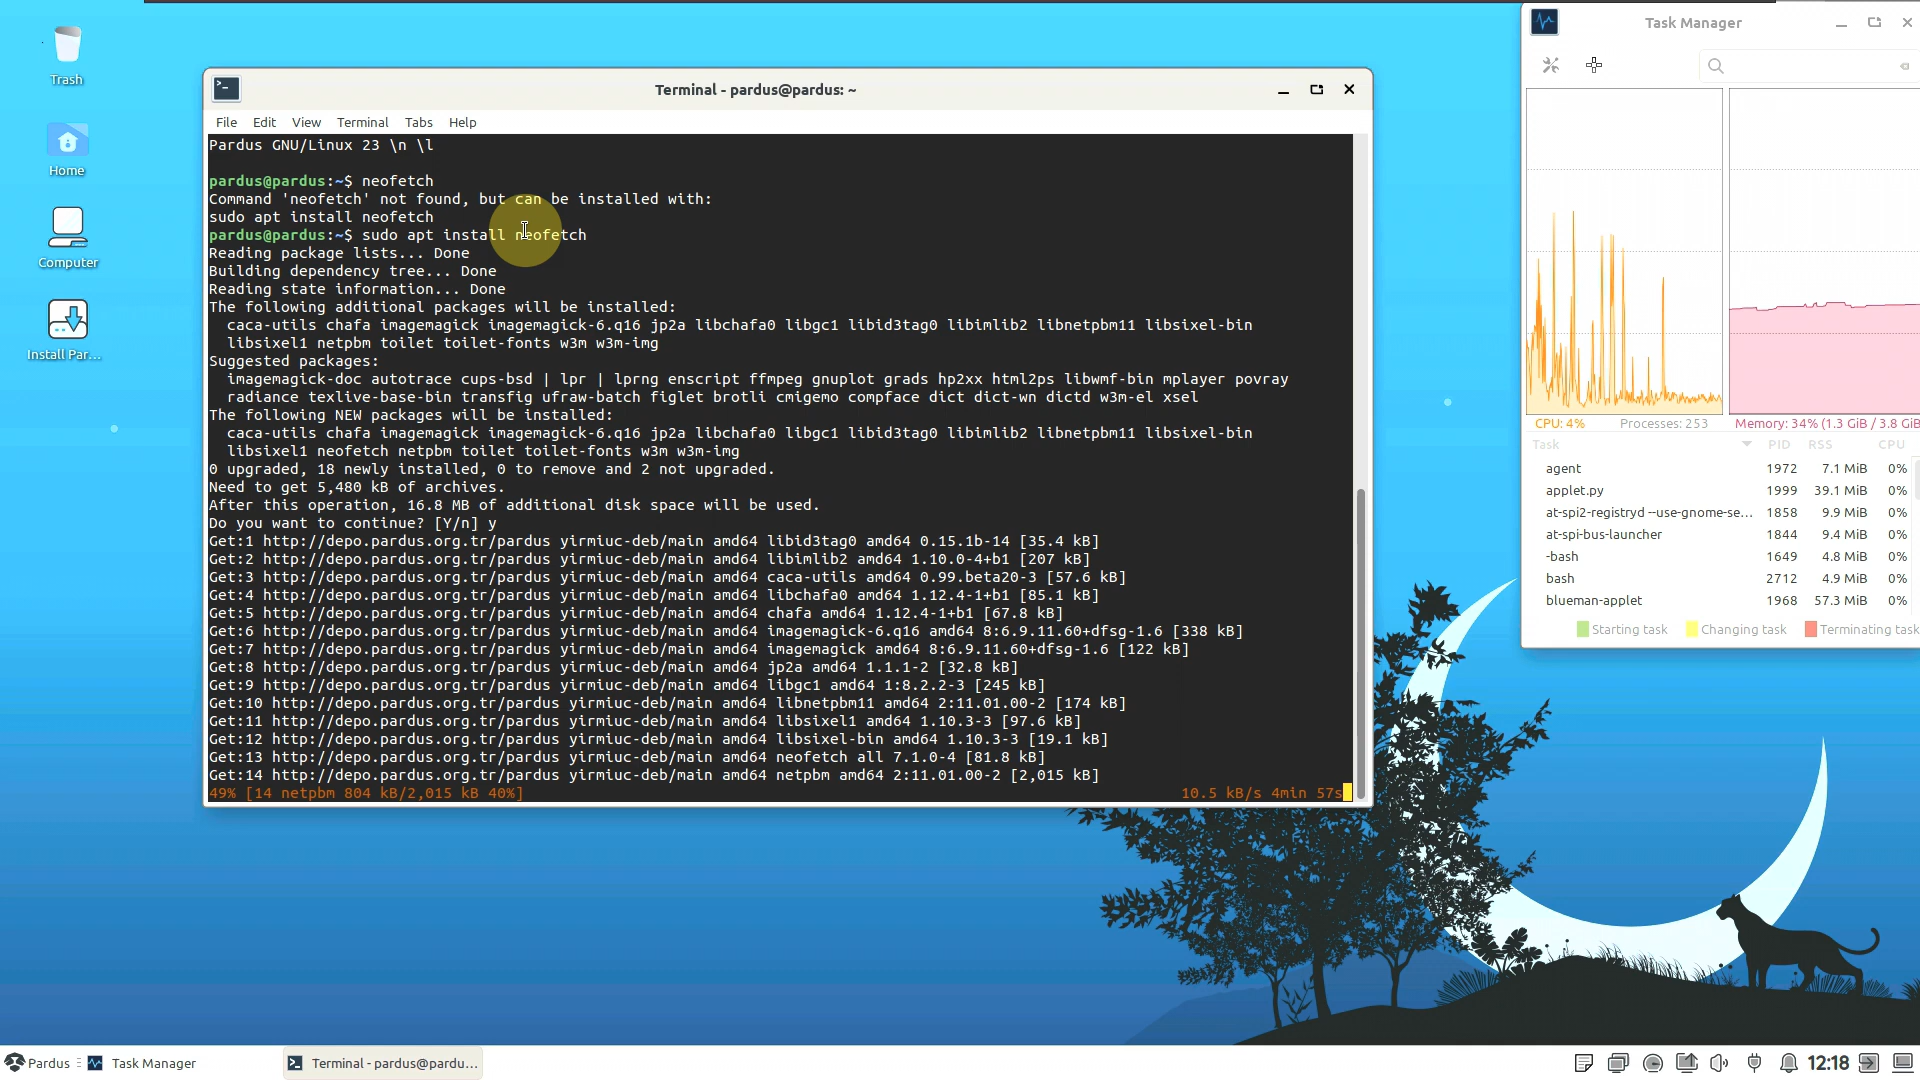 Trash
Home
Computer
Install Par...
Terminal - pardus@pardus: ~
File Edit View Terminal Tabs Help
Pardus GNU/Linux 23 \n \l
pardus@pardus:~$ neofetch
Command 'neofetch' not found, but can be installed with:
sudo apt install neofetch
pardus@pardus:~$ sudo apt install neofetch
Reading package lists... Done
Building dependency tree... Done
Reading state information... Done
The following additional packages will be installed:
caca-utils chafa imagemagick imagemagick-6.q16 jp2a libchafa0 libgc1 libid3tag0 libimlib2 libnetpbm11 libsixel-bin
libsixel1 netpbm toilet toilet-fonts w3m w3m-img
Suggested packages:
imagemagick-doc autotrace cups-bsd | lpr | lprng enscript ffmpeg gnuplot grads hp2xx html2ps libwmf-bin mplayer povray
radiance texlive-base-bin transfig ufraw-batch figlet brotli cmigemo compface dict dict-wn dictd w3m-el xsel
The following NEW packages will be installed:
caca-utils chafa imagemagick imagemagick-6.q16 jp2a libchafa0 libgc1 libid3tag0 libimlib2 libnetpbm11 libsixel-bin
libsixel1 neofetch netpbm toilet toilet-fonts w3m w3m-img
0 upgraded, 18 newly installed, 0 to remove and 2 not upgraded.
Need to get 5,480 kB of archives.
After this operation, 16.8 MB of additional disk space will be used.
Do you want to continue? [Y/n] y
Get:1 http://depo.pardus.org.tr/pardus yirmiuc-deb/main amd64 libid3tag0 amd64 0.15.1b-14 [35.4 kB]
Get:2 http://depo.pardus.org.tr/pardus yirmiuc-deb/main amd64 libimlib2 amd64 1.10.0-4+b1 [207 kB]
Get:3 http://depo.pardus.org.tr/pardus yirmiuc-deb/main amd64 caca-utils amd64 0.99.beta20-3 [57.6 kB]
Get:4 http://depo.pardus.org.tr/pardus yirmiuc-deb/main amd64 libchafa0 amd64 1.12.4-1+b1 [85.1 kB]
Get:5 http://depo.pardus.org.tr/pardus yirmiuc-deb/main amd64 chafa amd64 1.12.4-1+b1 [67.8 kB]
Get:6 http://depo.pardus.org.tr/pardus yirmiuc-deb/main amd64 imagemagick-6.q16 amd64 8:6.9.11.60+dfsg-1.6 [338 kB]
Get:7 http://depo.pardus.org.tr/pardus yirmiuc-deb/main amd64 imagemagick amd64 8:6.9.11.60+dfsg-1.6 [122 kB]
Get:8 http://depo.pardus.org.tr/pardus yirmiuc-deb/main amd64 jp2a amd64 1.1.1-2 [32.8 kB]
Get:9 http://depo.pardus.org.tr/pardus yirmiuc-deb/main amd64 libgc1 amd64 1:8.2.2-3 [245 kB]
Get:10 http://depo.pardus.org.tr/pardus yirmiuc-deb/main amd64 libnetpbm11 amd64 2:11.01.00-2 [174 kB]
Get:11 http://depo.pardus.org.tr/pardus yirmiuc-deb/main amd64 libsixel1 amd64 1.10.3-3 [97.6 kB]
Get:12 http://depo.pardus.org.tr/pardus yirmiuc-deb/main amd64 libsixel-bin amd64 1.10.3-3 [19.1 kB]
Get:13 http://depo.pardus.org.tr/pardus yirmiuc-deb/main amd64 neofetch all 7.1.0-4 [81.8 kB]
Get:14 http://depo.pardus.org.tr/pardus yirmiuc-deb/main amd64 netpbm amd64 2:11.01.00-2 [2,015 kB]
49% [14 netpbm 804 kB/2,015 kB 40%] 10.5 kB/s 4min 57s
Task Manager
CPU: 4% Processes: 253 Memory: 34% (1.3 GiB / 3.8 GiB
Task PID RSS CPU
agent 1972 7.1 MiB 0%
applet.py 1999 39.1 MiB 0%
at-spi2-registryd --use-gnome-se... 1858 9.9 MiB 0%
at-spi-bus-launcher 1844 9.4 MiB 0%
-bash 1649 4.8 MiB 0%
bash 2712 4.9 MiB 0%
blueman-applet 1968 57.3 MiB 0%
Starting task Changing task Terminating task
Pardus Task Manager Terminal - pardus@pardu... 12:18